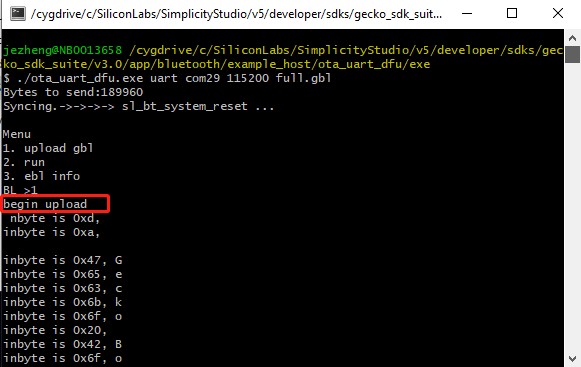 /cygdrive/c/SiliconLabs/SimplicityStudio/v5/developer/sdks/gecko_sdk_suit...
jezheng@NB0013658 /cygdrive/c/SiliconLabs/SimplicityStudio/v5/developer/sdks/gec
ko_sdk_suite/v3.0/app/bluetooth/example_host/ota_uart_dfu/exe
$ ./ota_uart_dfu.exe uart com29 115200 full.gbl
Bytes to send:189960
Syncing.->->->-> sl_bt_system_reset ...
Menu
1. upload gbl
2. run
3. ebl info
BL >1
begin upload
nbyte is 0xd,
inbyte is 0xa,
inbyte is 0x47, G
inbyte is 0x65, e
inbyte is 0x63, c
inbyte is 0x6b, k
inbyte is 0x6f, o
inbyte is 0x20,
inbyte is 0x42, B
inbyte is 0x6f, o